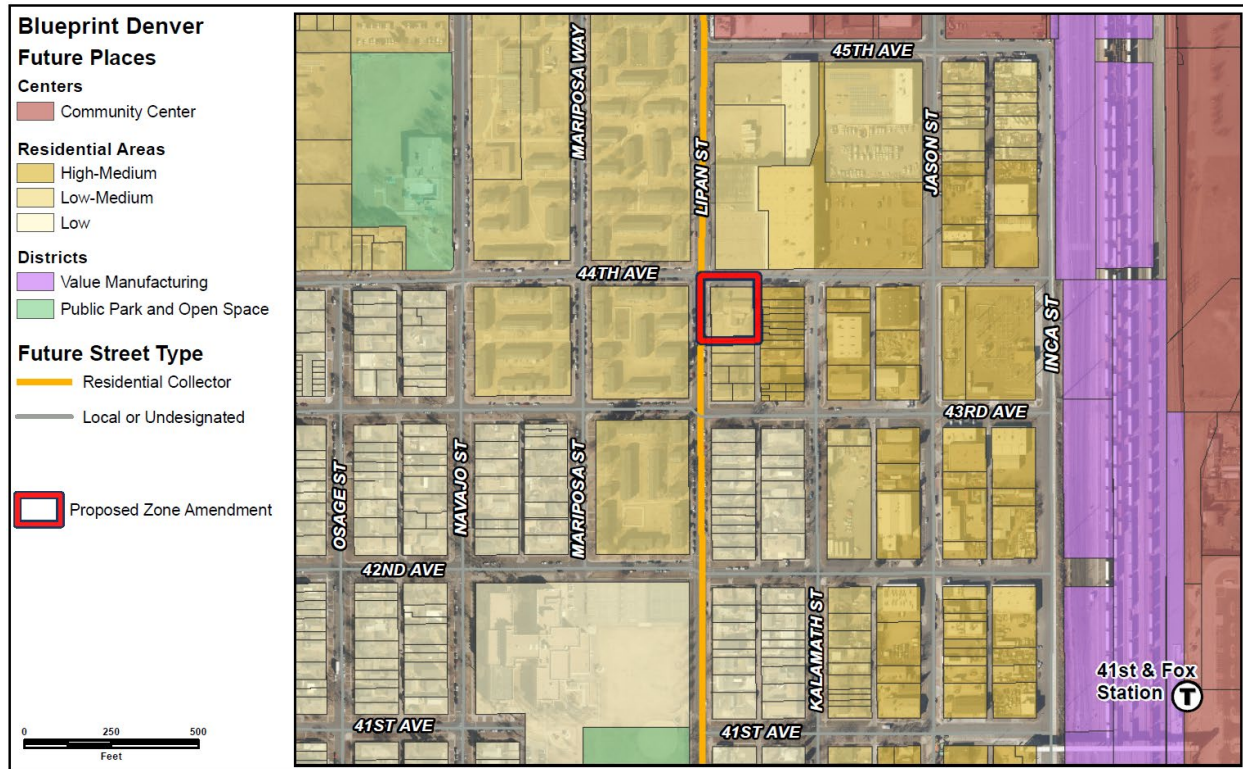 Blueprint Denver
Future Places
Centers
Community Center
Residential Areas
High-Medium
Low-Medium
Low
Districts
Value Manufacturing
Public Park and Open Space
Future Street Type
Residential Collector
Local or Undesignated
Proposed Zone Amendment
0 250 500
Feet
45TH AVE
MARIPOSA WAY
LIPAN ST
JASON ST
44TH AVE
INCA ST
43RD AVE
OSAGE ST
NAVAJO ST
MARIPOSA ST
42ND AVE
KALAMATH ST
41st & Fox
Station T
41ST AVE
41ST AVE